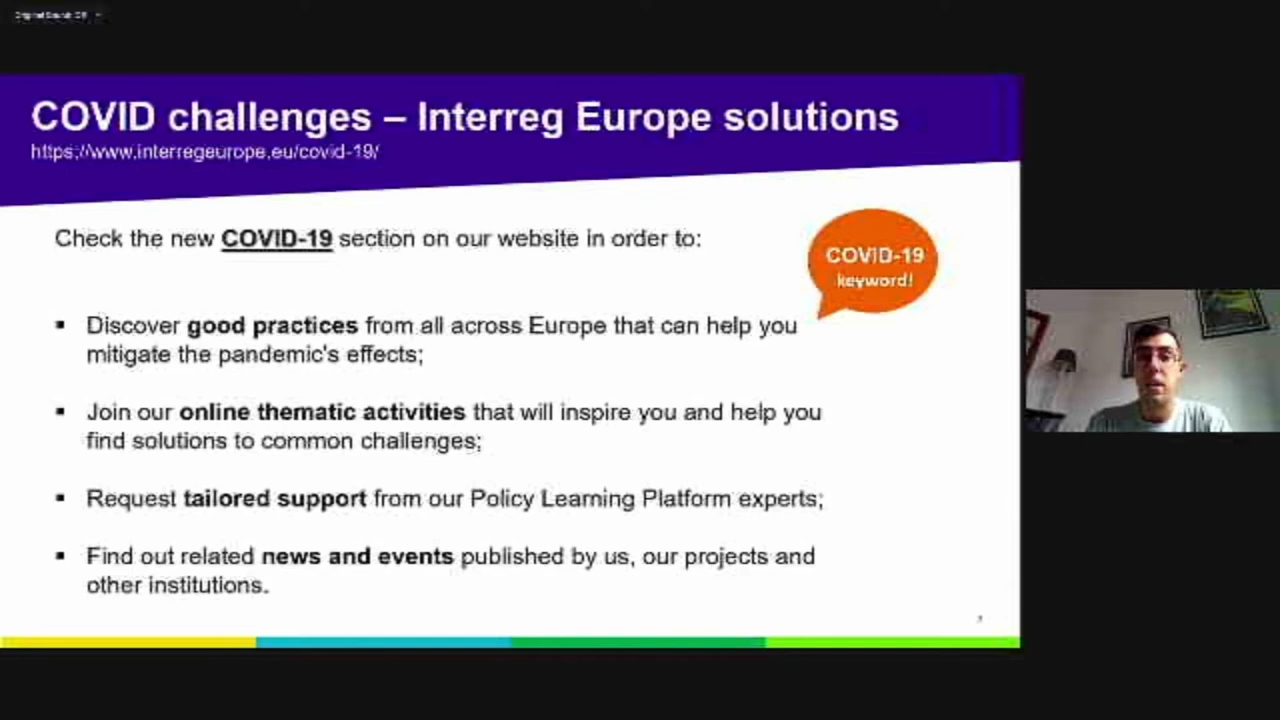 COVID challenges – Interreg Europe solutions
https://www.interregeurope.eu/covid-19/
Check the new COVID-19 section on our website in order to:
COVID-19
keyword!
▪ Discover good practices from all across Europe that can help you
mitigate the pandemic's effects;
▪ Join our online thematic activities that will inspire you and help you
find solutions to common challenges;
▪ Request tailored support from our Policy Learning Platform experts;
▪ Find out related news and events published by us, our projects and
other institutions.